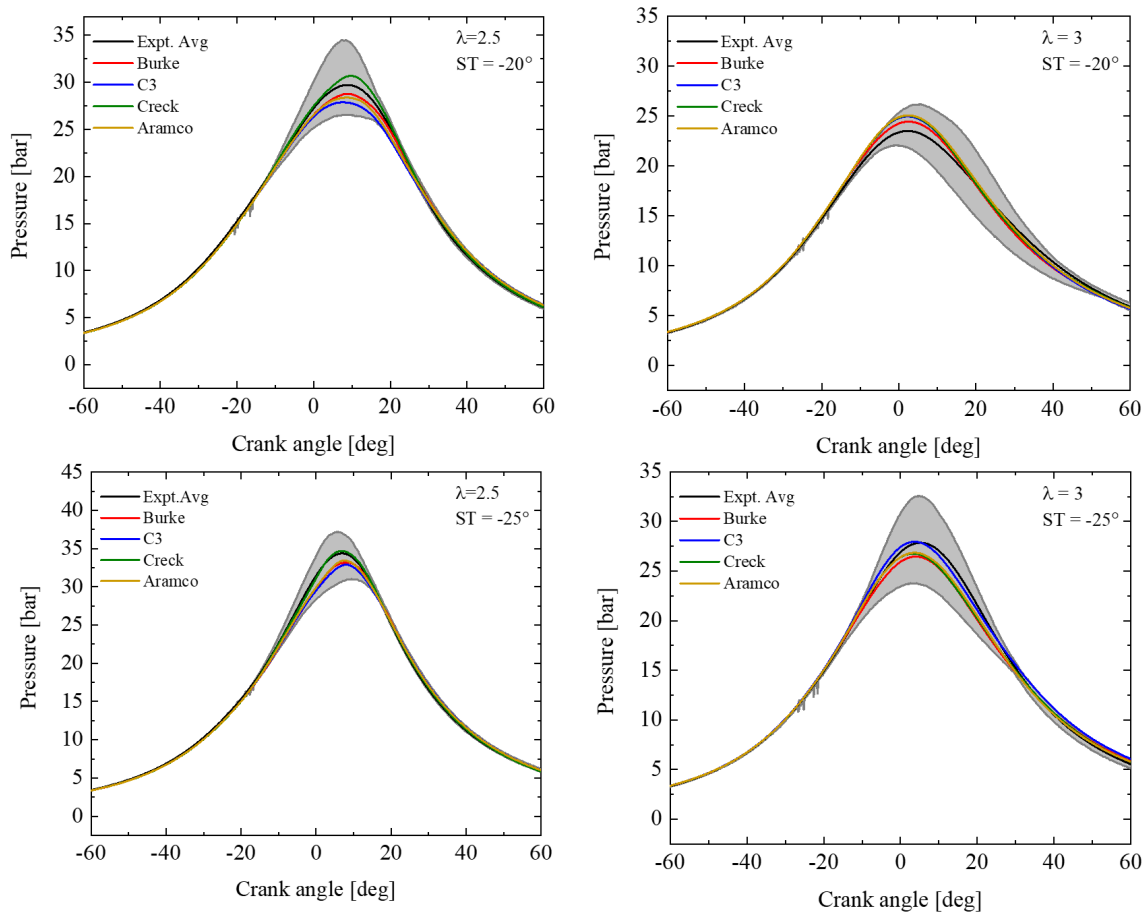 35
30
25
20
15
10
5
0
Pressure [bar]
Expt. Avg
Burke
C3
Creck
Aramco
λ=2.5
ST = -20°
-60 -40 -20 0 20 40 60
Crank angle [deg]
35
30
25
20
15
10
5
0
Pressure [bar]
Expt. Avg
Burke
C3
Creck
Aramco
λ = 3
ST = -20°
-60 -40 -20 0 20 40 60
Crank angle [deg]
45
40
35
30
25
20
15
10
5
0
Pressure [bar]
Expt.Avg
Burke
C3
Creck
Aramco
λ=2.5
ST = -25°
-60 -40 -20 0 20 40 60
Crank angle [deg]
35
30
25
20
15
10
5
0
Pressure [bar]
Expt. Avg
Burke
C3
Creck
Aramco
λ = 3
ST = -25°
-60 -40 -20 0 20 40 60
Crank angle [deg]